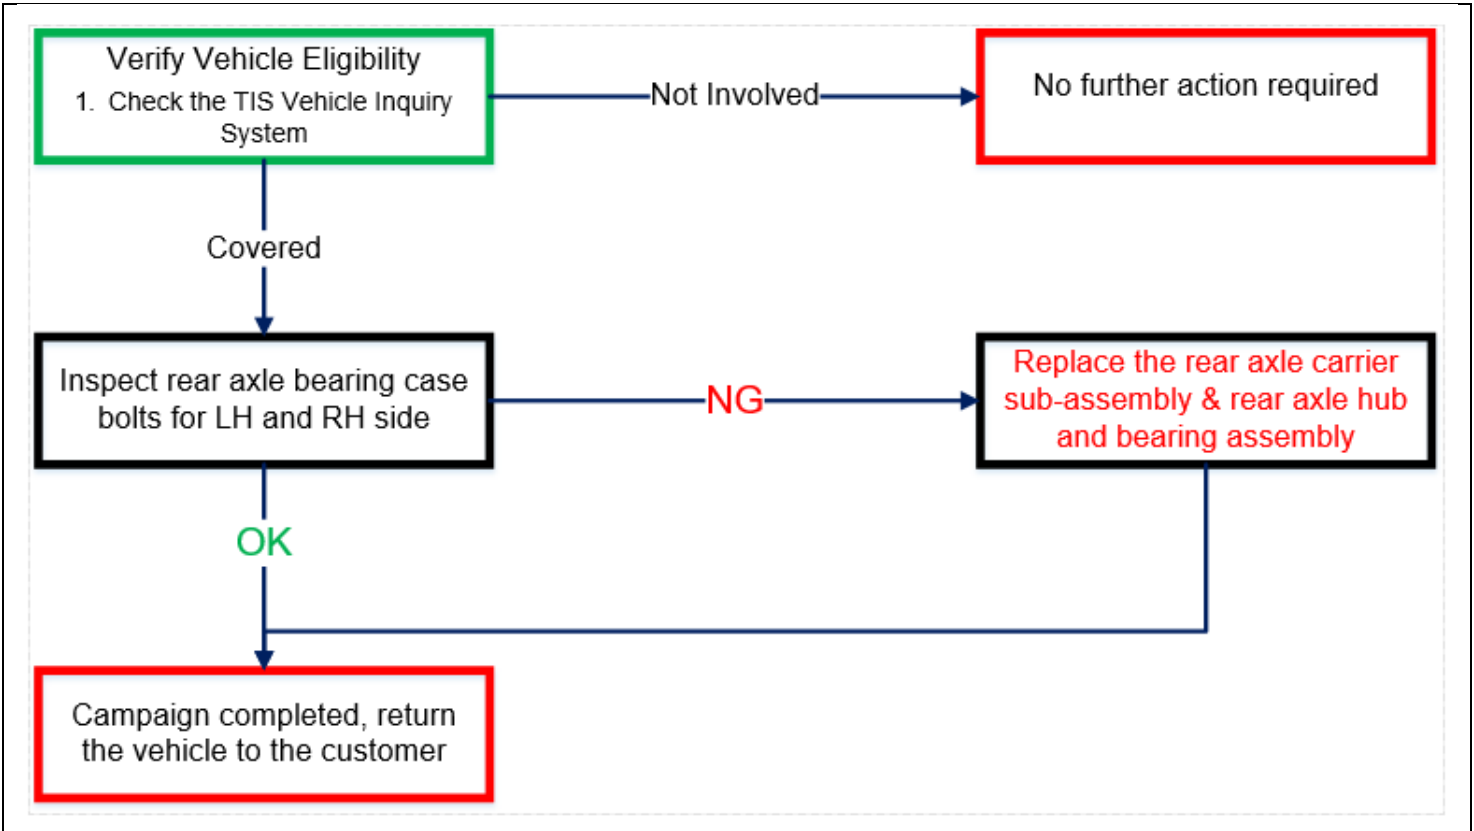 Verify Vehicle Eligibility
1. Check the TIS Vehicle Inquiry
System
Not Involved
No further action required
Covered
Inspect rear axle bearing case
bolts for LH and RH side
NG
Replace the rear axle carrier
sub-assembly & rear axle hub
and bearing assembly
OK
Campaign completed, return
the vehicle to the customer